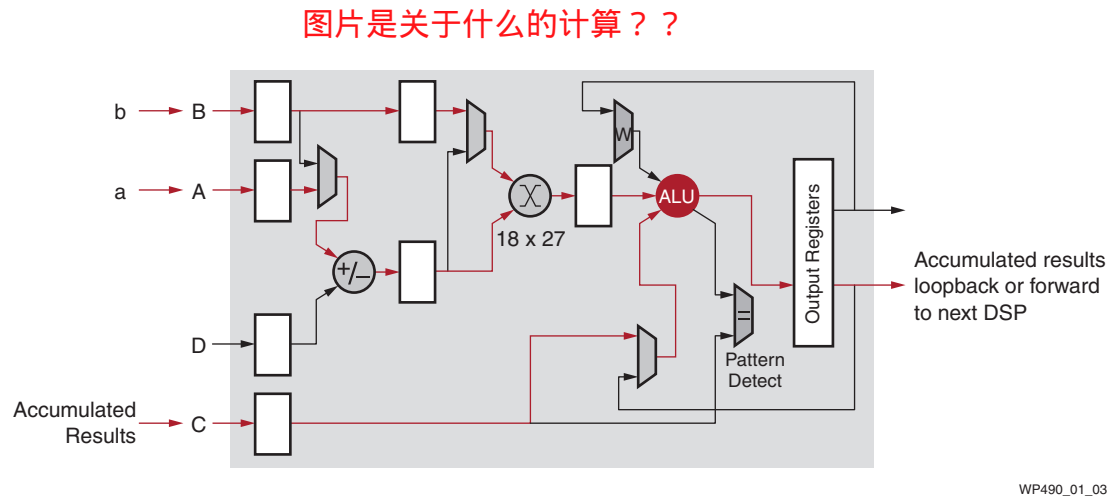 图片是关于什么的计算？？
b
B
a
A
W
ALU
18 x 27
+/–
D
=
Pattern
Detect
Output Registers
Accumulated results
loopback or forward
to next DSP
Accumulated
Results
C
WP490_01_03